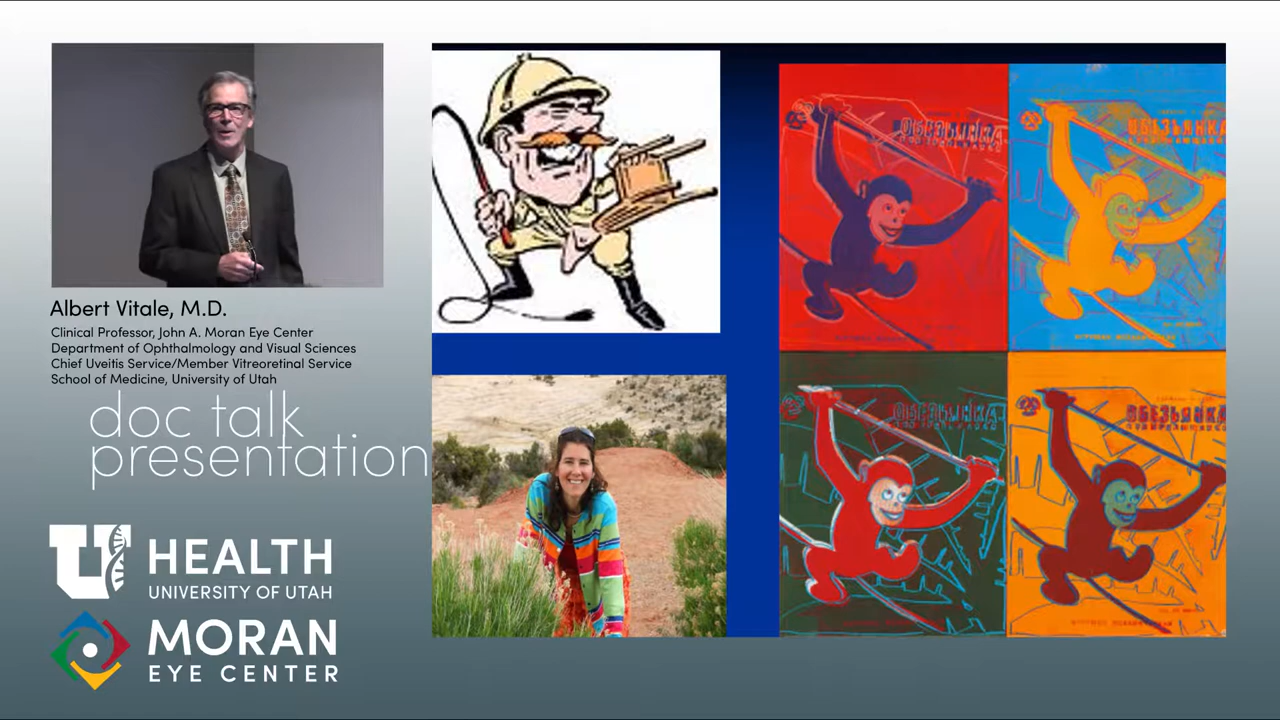 Albert Vitale, M.D.
Clinical Professor, John A. Moran Eye Center
Department of Ophthalmology and Visual Sciences
Chief Uveitis Service/Member Vitreoretinal Service
School of Medicine, University of Utah
doc talk
presentation
U HEALTH
UNIVERSITY OF UTAH
MORAN
EYE CENTER
ОБЕЗЬЯНКА
ОБЕЗЬЯНКА
ОБЕЗЬЯНКА
ОБЕЗЬЯНКА